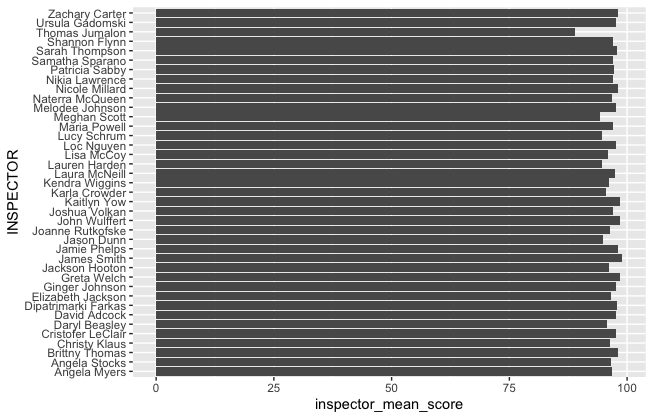 Zachary Carter
Ursula Gadomski
Thomas Jumalon
Shannon Flynn
Sarah Thompson
Samatha Sparano
Patricia Sabby
Nikia Lawrence
Nicole Millard
Naterra McQueen
Melodee Johnson
Meghan Scott
Maria Powell
Lucy Schrum
Loc Nguyen
Lisa McCoy
Lauren Harden
Laura McNeill
Kendra Wiggins
Karla Crowder
Kaitlyn Yow
Joshua Volkan
John Wulffert
Joanne Rutkofske
Jason Dunn
Jamie Phelps
James Smith
Jackson Hooton
Greta Welch
Ginger Johnson
Elizabeth Jackson
Dipatrimarki Farkas
David Adcock
Daryl Beasley
Cristofer LeClair
Christy Klaus
Brittny Thomas
Angela Stocks
Angela Myers
INSPECTOR
0 25 50 75 100
inspector_mean_score